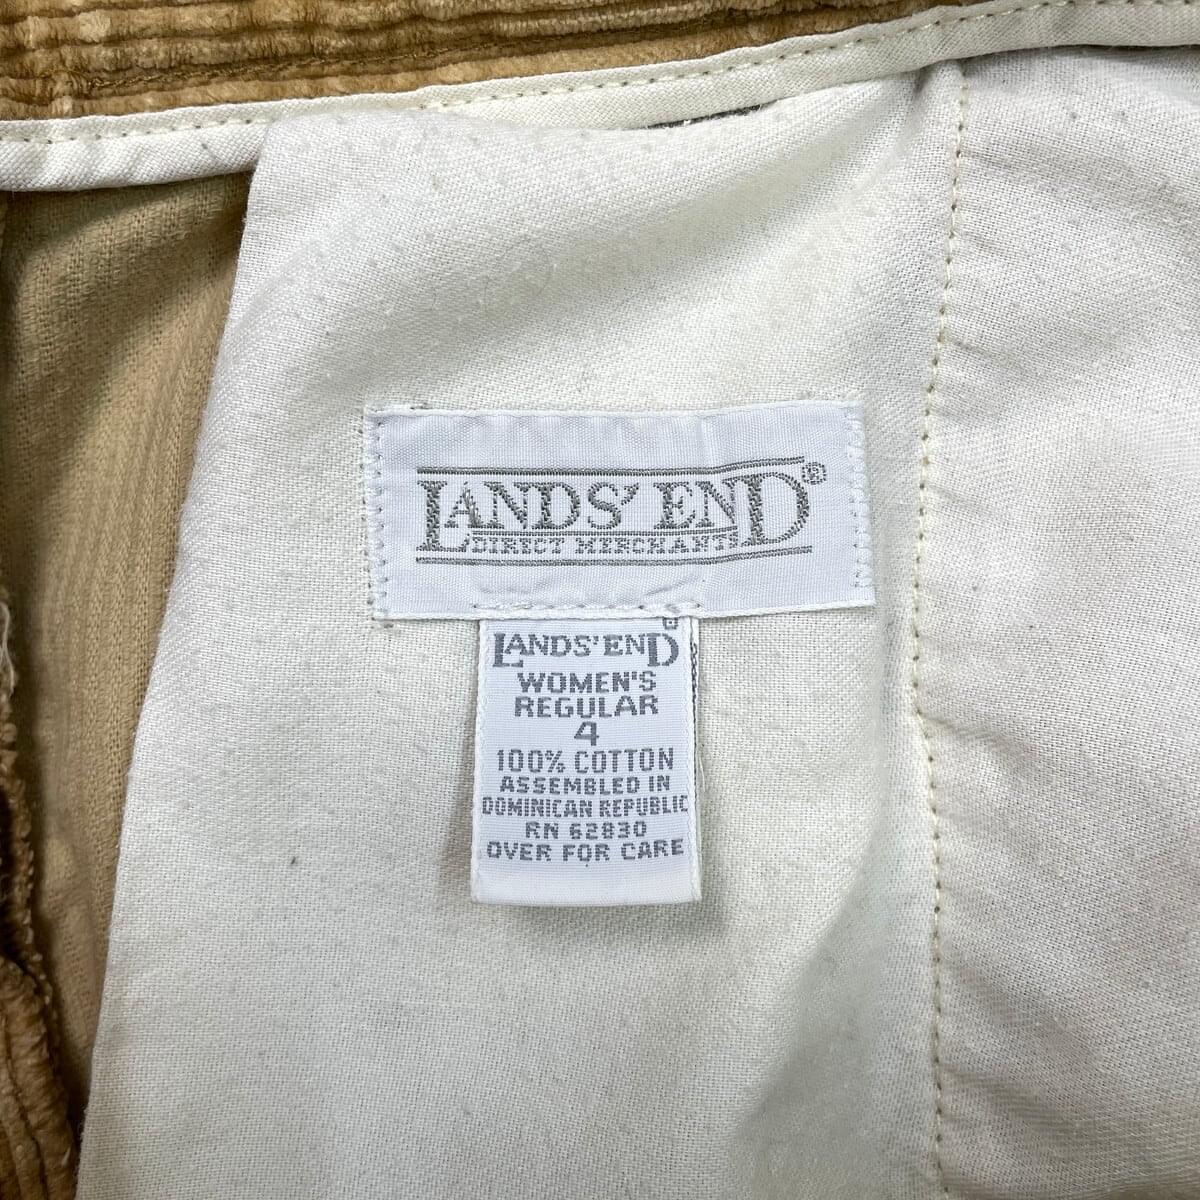 LANDS' END®
DIRECT MERCHANTS
LANDS' END®
WOMEN'S
REGULAR
4
100% COTTON
ASSEMBLED IN
DOMINICAN REPUBLIC
RN 62830
OVER FOR CARE